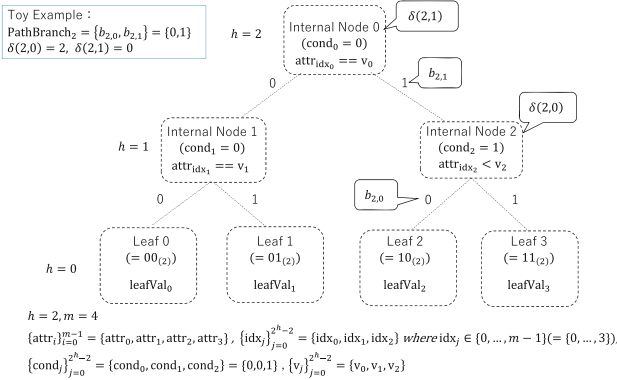 Toy Example：
PathBranch₂ = {b₂,₀, b₂,₁} = {0,1}
δ(2,0) = 2, δ(2,1) = 0
h = 2
Internal Node 0
(cond₀ = 0)
attr_idx₀ == v₀
δ(2,1)
0
1
b₂,₁
h = 1
Internal Node 1
(cond₁ = 0)
attr_idx₁ == v₁
Internal Node 2
(cond₂ = 1)
attr_idx₂ < v₂
δ(2,0)
0
1
b₂,₀
0
1
h = 0
Leaf 0
(= 00₍₂₎)
leafVal₀
Leaf 1
(= 01₍₂₎)
leafVal₁
Leaf 2
(= 10₍₂₎)
leafVal₂
Leaf 3
(= 11₍₂₎)
leafVal₃
h = 2, m = 4
{attrᵢ}_{i=0}^{m−1} = {attr₀, attr₁, attr₂, attr₃} , {idxⱼ}_{j=0}^{2^h−2} = {idx₀, idx₁, idx₂} where idxⱼ ∈ {0, … , m − 1}(= {0, … , 3}),
{condⱼ}_{j=0}^{2^h−2} = {cond₀, cond₁, cond₂} = {0,0,1} , {vⱼ}_{j=0}^{2^h−2} = {v₀, v₁, v₂}